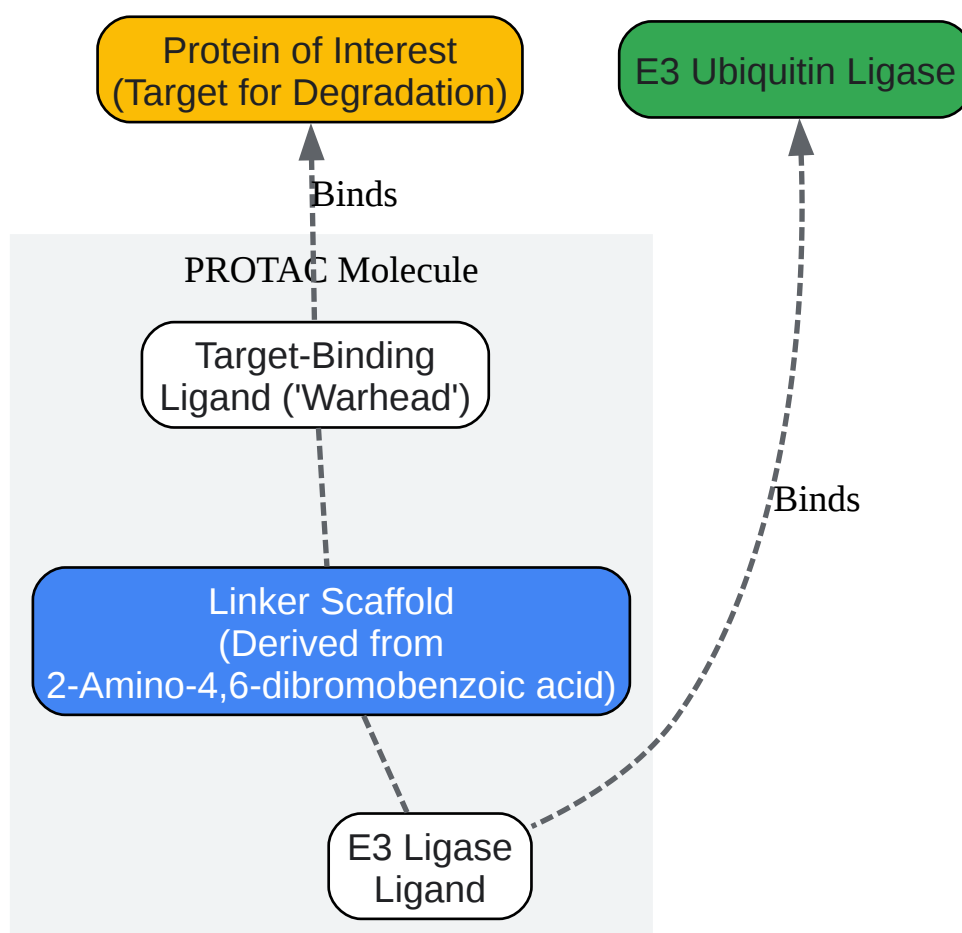 Protein of Interest
(Target for Degradation)
E3 Ubiquitin Ligase
Binds
PROTAC Molecule
Target-Binding
Ligand ('Warhead')
Binds
Linker Scaffold
(Derived from
2-Amino-4,6-dibromobenzoic acid)
E3 Ligase
Ligand